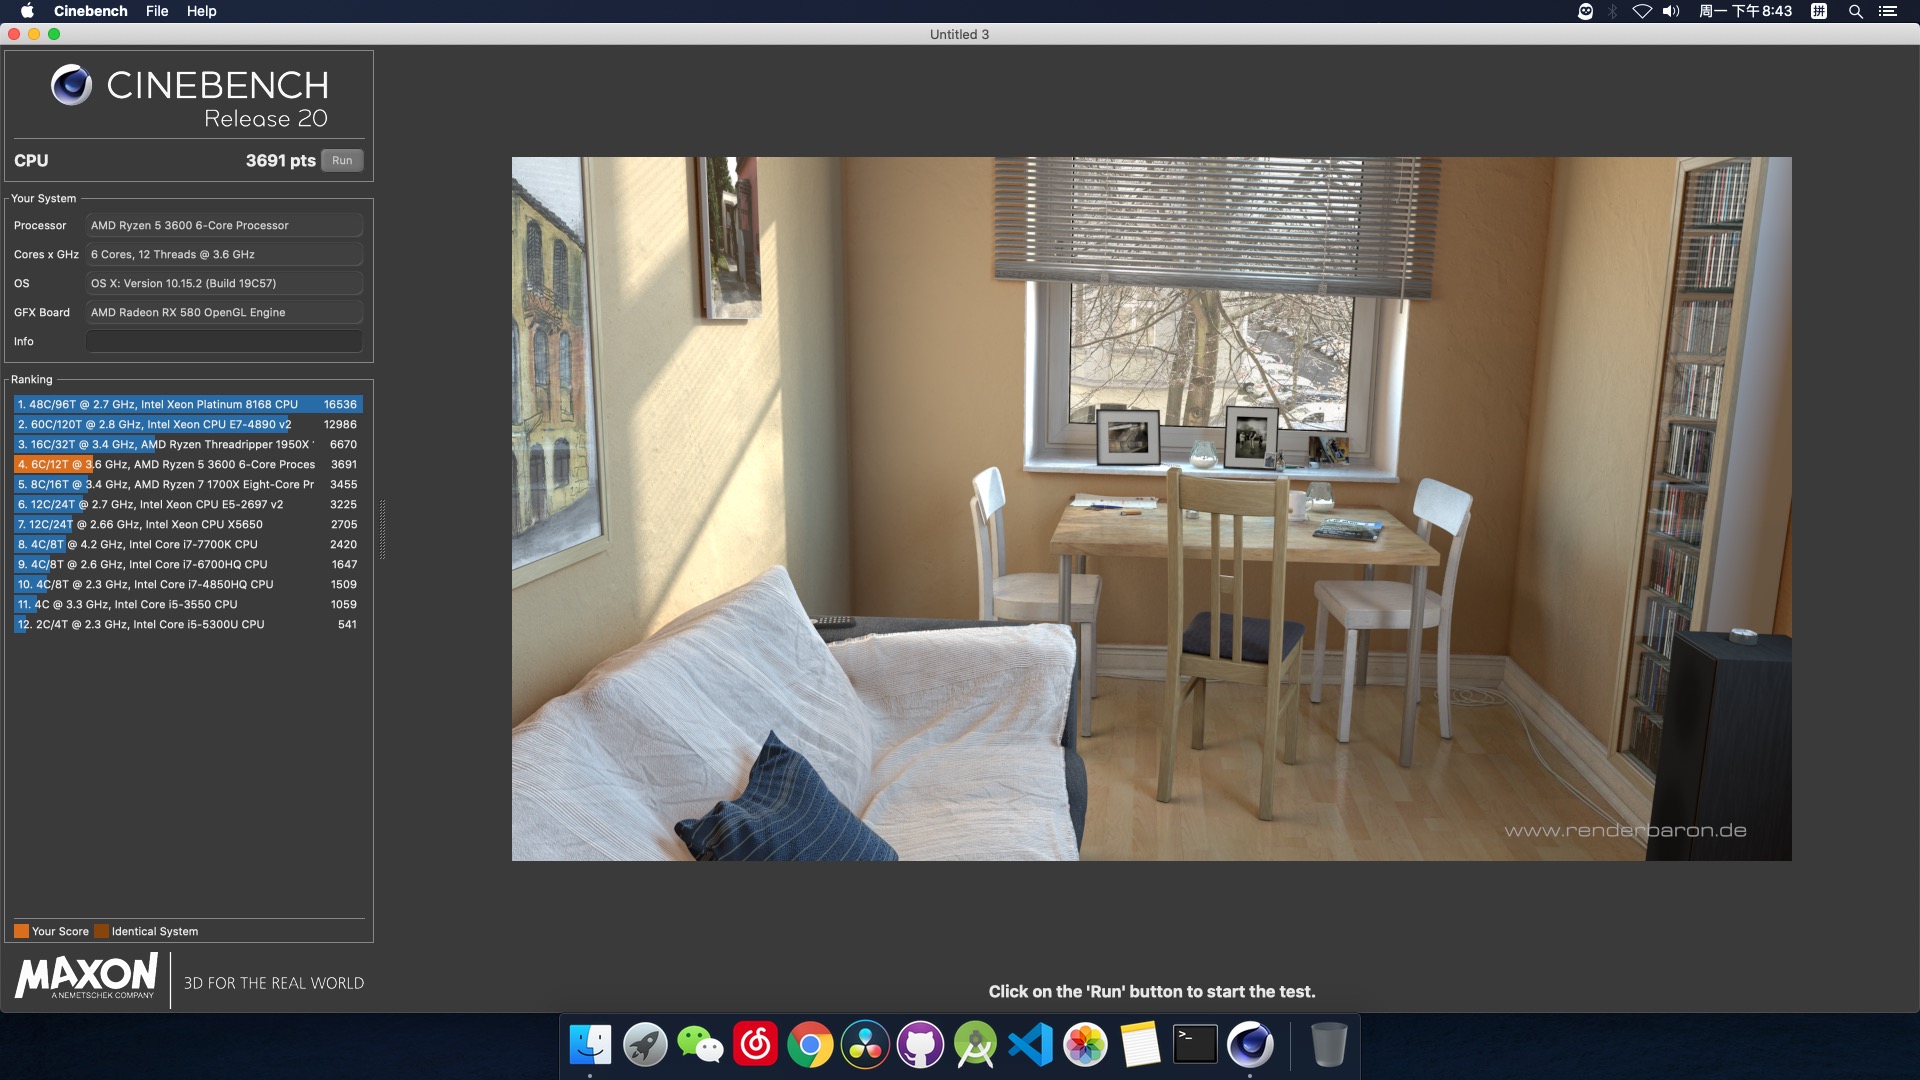 Cinebench File Help 周一 下午8:43 拼
Untitled 3
CINEBENCH
Release 20
CPU 3691 pts Run
Your System
Processor AMD Ryzen 5 3600 6-Core Processor
Cores x GHz 6 Cores, 12 Threads @ 3.6 GHz
OS OS X: Version 10.15.2 (Build 19C57)
GFX Board AMD Radeon RX 580 OpenGL Engine
Info
Ranking
1. 48C/96T @ 2.7 GHz, Intel Xeon Platinum 8168 CPU 16536
2. 60C/120T @ 2.8 GHz, Intel Xeon CPU E7-4890 v2 12986
3. 16C/32T @ 3.4 GHz, AMD Ryzen Threadripper 1950X 6670
4. 6C/12T @ 3.6 GHz, AMD Ryzen 5 3600 6-Core Proces 3691
5. 8C/16T @ 3.4 GHz, AMD Ryzen 7 1700X Eight-Core Pr 3455
6. 12C/24T @ 2.7 GHz, Intel Xeon CPU E5-2697 v2 3225
7. 12C/24T @ 2.66 GHz, Intel Xeon CPU X5650 2705
8. 4C/8T @ 4.2 GHz, Intel Core i7-7700K CPU 2420
9. 4C/8T @ 2.6 GHz, Intel Core i7-6700HQ CPU 1647
10. 4C/8T @ 2.3 GHz, Intel Core i7-4850HQ CPU 1509
11. 4C @ 3.3 GHz, Intel Core i5-3550 CPU 1059
12. 2C/4T @ 2.3 GHz, Intel Core i5-5300U CPU 541
www.renderbaron.de
Your Score Identical System
MAXON
A NEMETSCHEK COMPANY
3D FOR THE REAL WORLD
Click on the 'Run' button to start the test.